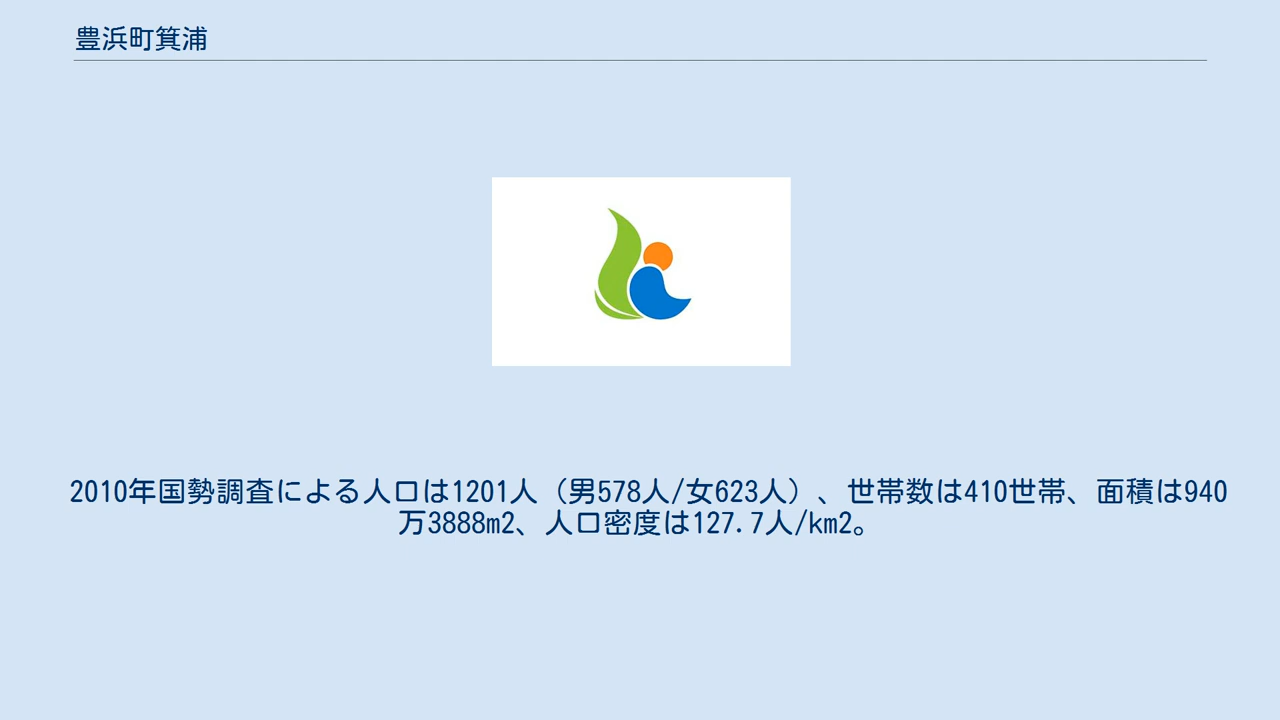 豊浜町箕浦
2010年国勢調査による人口は1201人（男578人/女623人）、世帯数は410世帯、面積は940
万3888m2、人口密度は127.7人/km2。